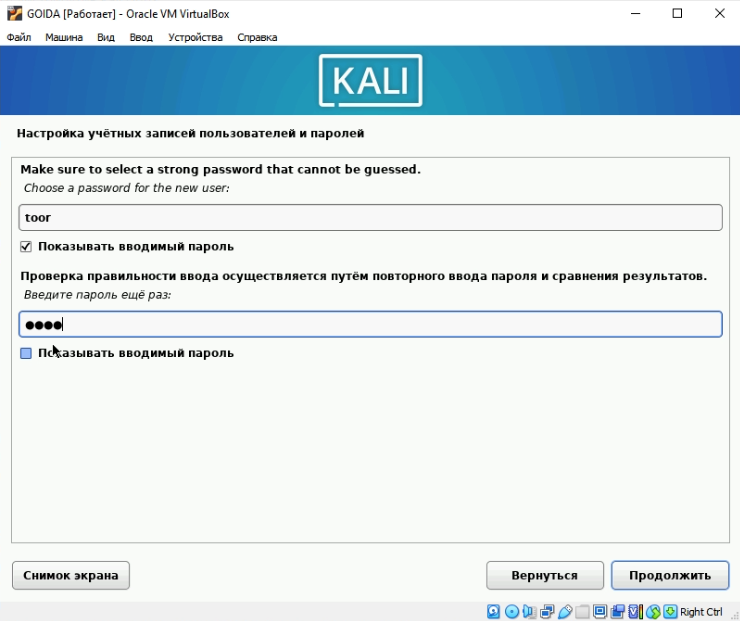 GOIDA [Работает] - Oracle VM VirtualBox
Файл Машина Вид Ввод Устройства Справка
KALI
Настройка учётных записей пользователей и паролей
Make sure to select a strong password that cannot be guessed.
Choose a password for the new user:
toor
Показывать вводимый пароль
Проверка правильности ввода осуществляется путём повторного ввода пароля и сравнения результатов.
Введите пароль ещё раз:
●●●●
Показывать вводимый пароль
Снимок экрана Вернуться Продолжить
Right Ctrl